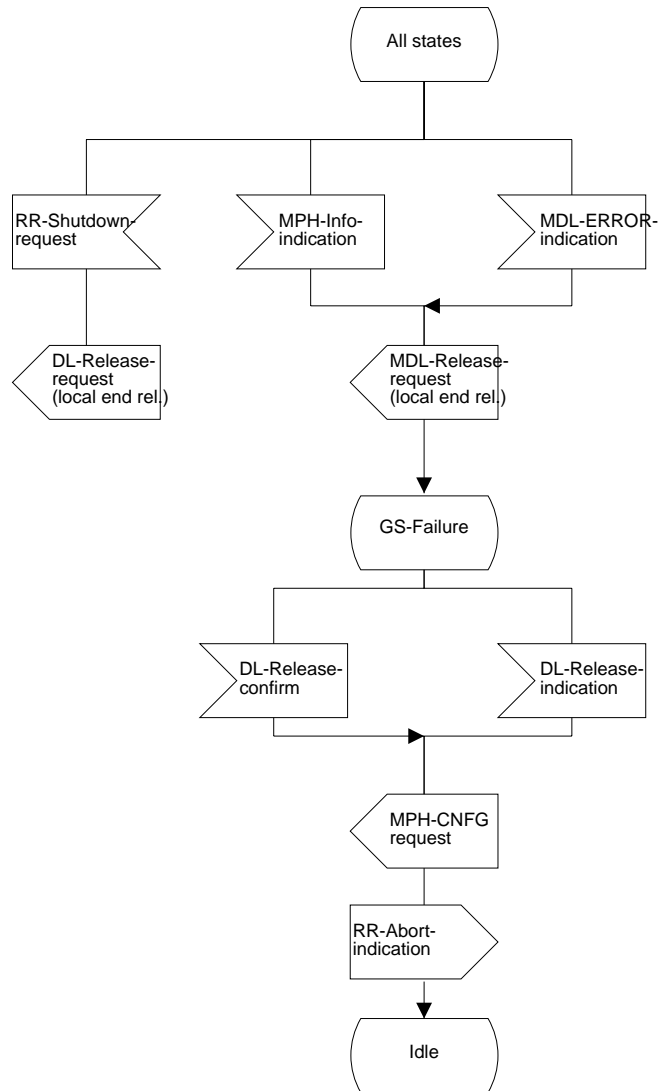 All states
RR-Shutdown-
request
MPH-Info-
indication
MDL-ERROR-
indication
DL-Release-
request
(local end rel.)
MDL-Release-
request
(local end rel.)
GS-Failure
DL-Release-
confirm
DL-Release-
indication
MPH-CNFG
request
RR-Abort-
indication
Idle